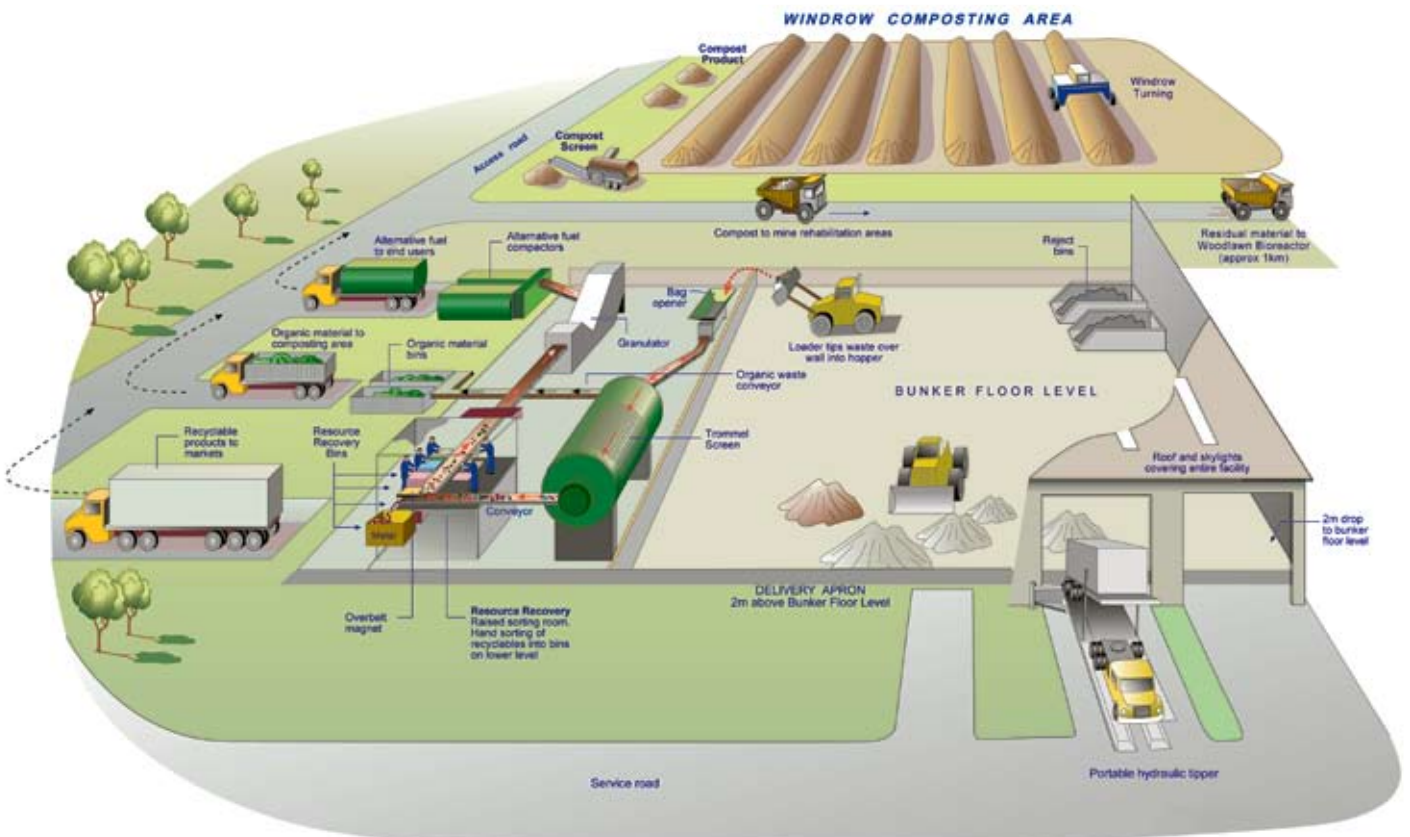 WINDROW COMPOSTING AREA
Compost
Product
Windrow
Turning
Compost
Screen
Access road
Compost to mine rehabilitation areas
Residual material to
Woodlawn Bioreactor
(approx 1km)
Alternative fuel
to end users
Alternative fuel
compactors
Reject
bins
Bag
opener
Granulator
Loader tips waste over
wall into hopper
Organic material to
composting area
Organic material
bins
Organic waste
conveyor
BUNKER FLOOR LEVEL
Recyclable
products to
markets
Resource
Recovery
Bins
Trommel
Screen
Roof and skylights
covering entire facility
Conveyor
Metal
2m drop
to bunker
floor level
DELIVERY APRON
2m above Bunker Floor Level
Overbelt
magnet
Resource Recovery
Raised sorting room.
Hand sorting of
recyclables into bins
on lower level
Service road
Portable hydraulic tipper